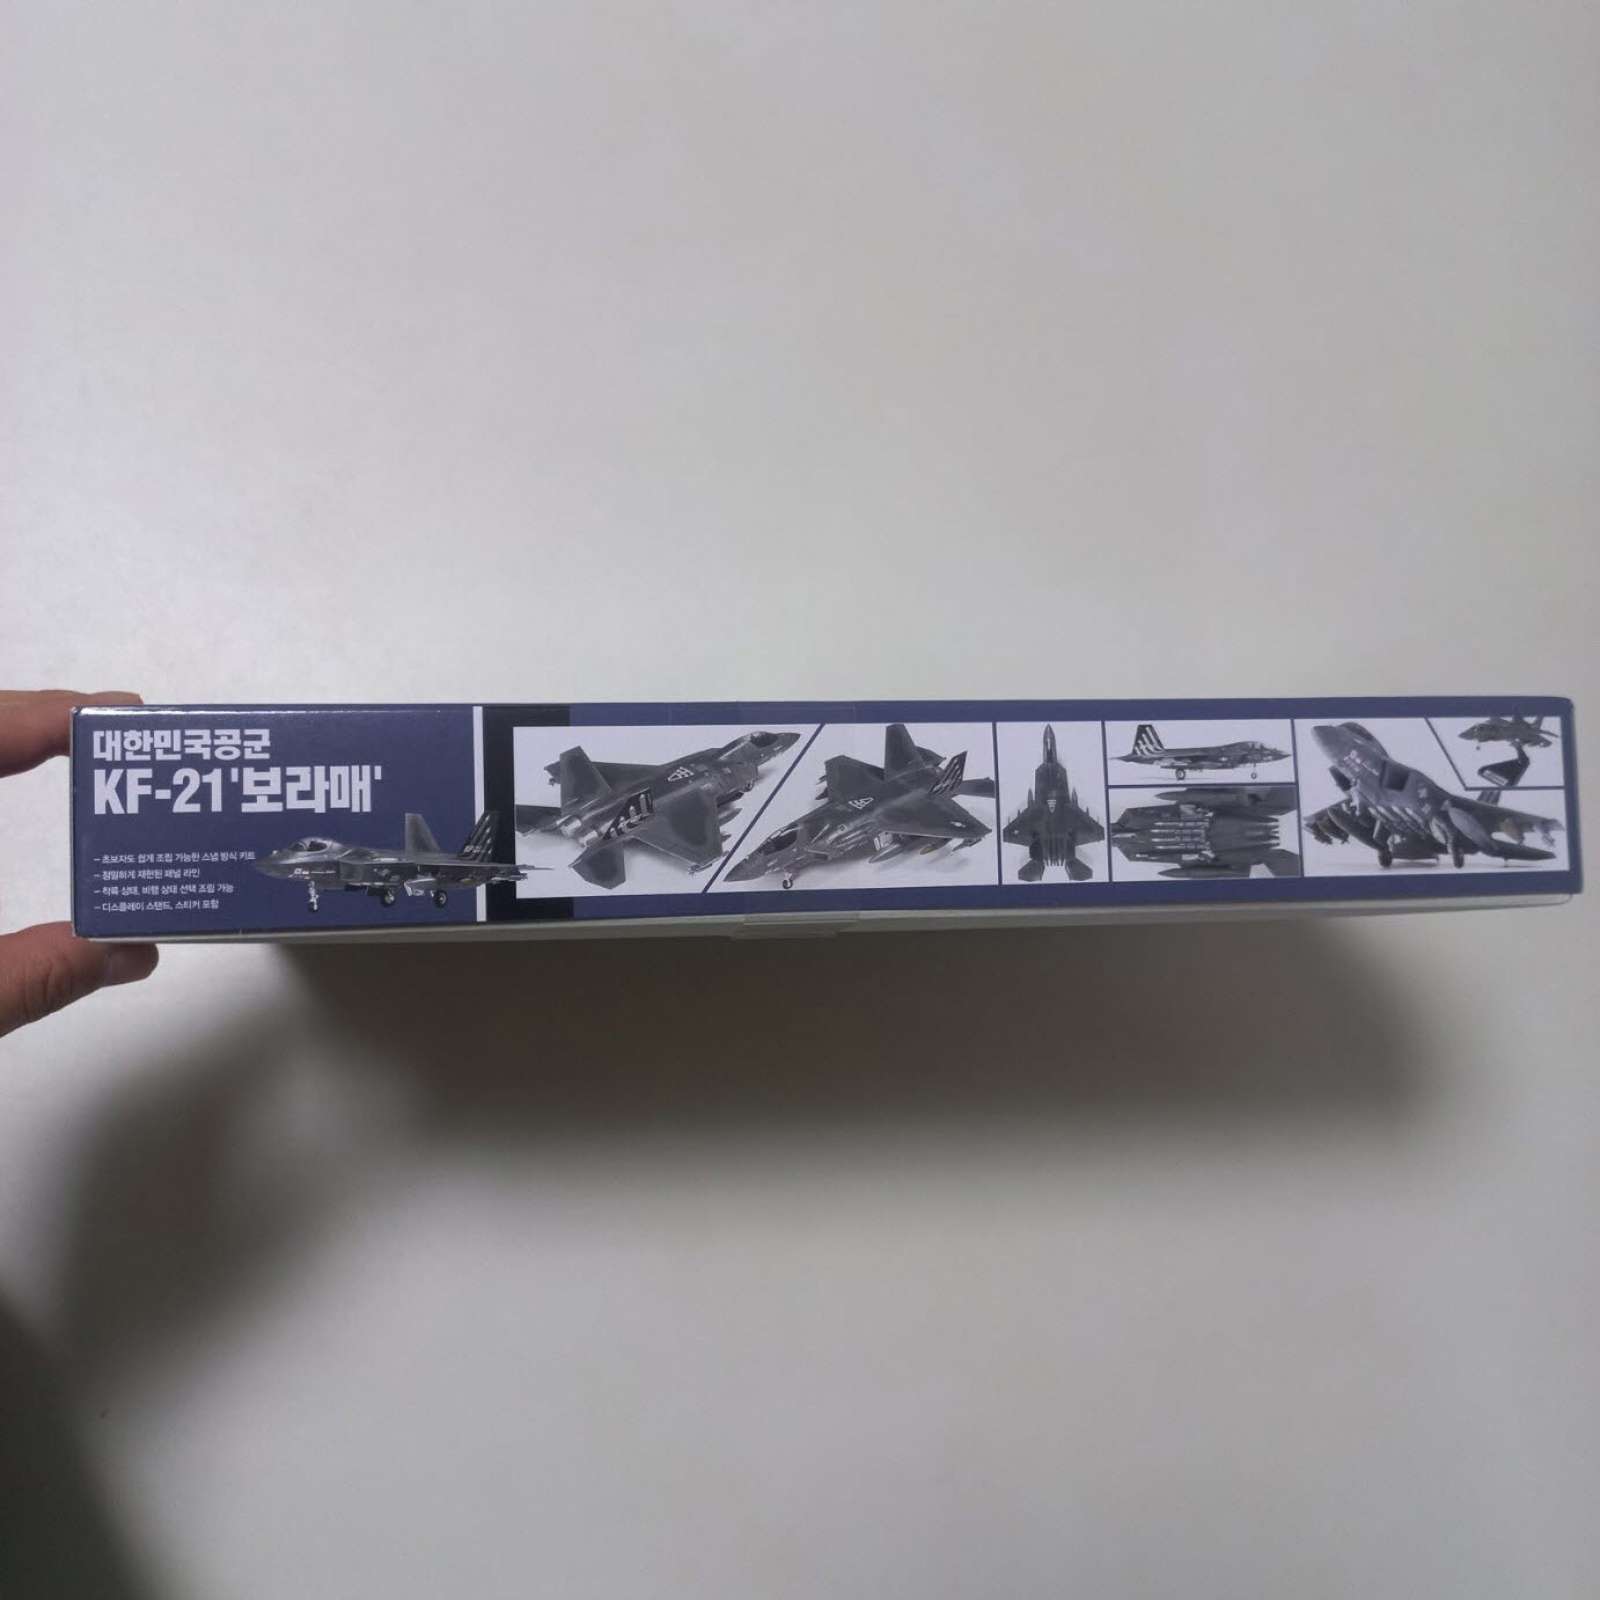 대한민국공군
KF-21 '보라매'
– 초보자도 쉽게 조립 가능한 스냅 방식 키트
– 정밀하게 재현된 패널 라인
– 착륙 상태, 비행 상태 선택 조립 가능
– 디스플레이 스탠드, 스티커 포함